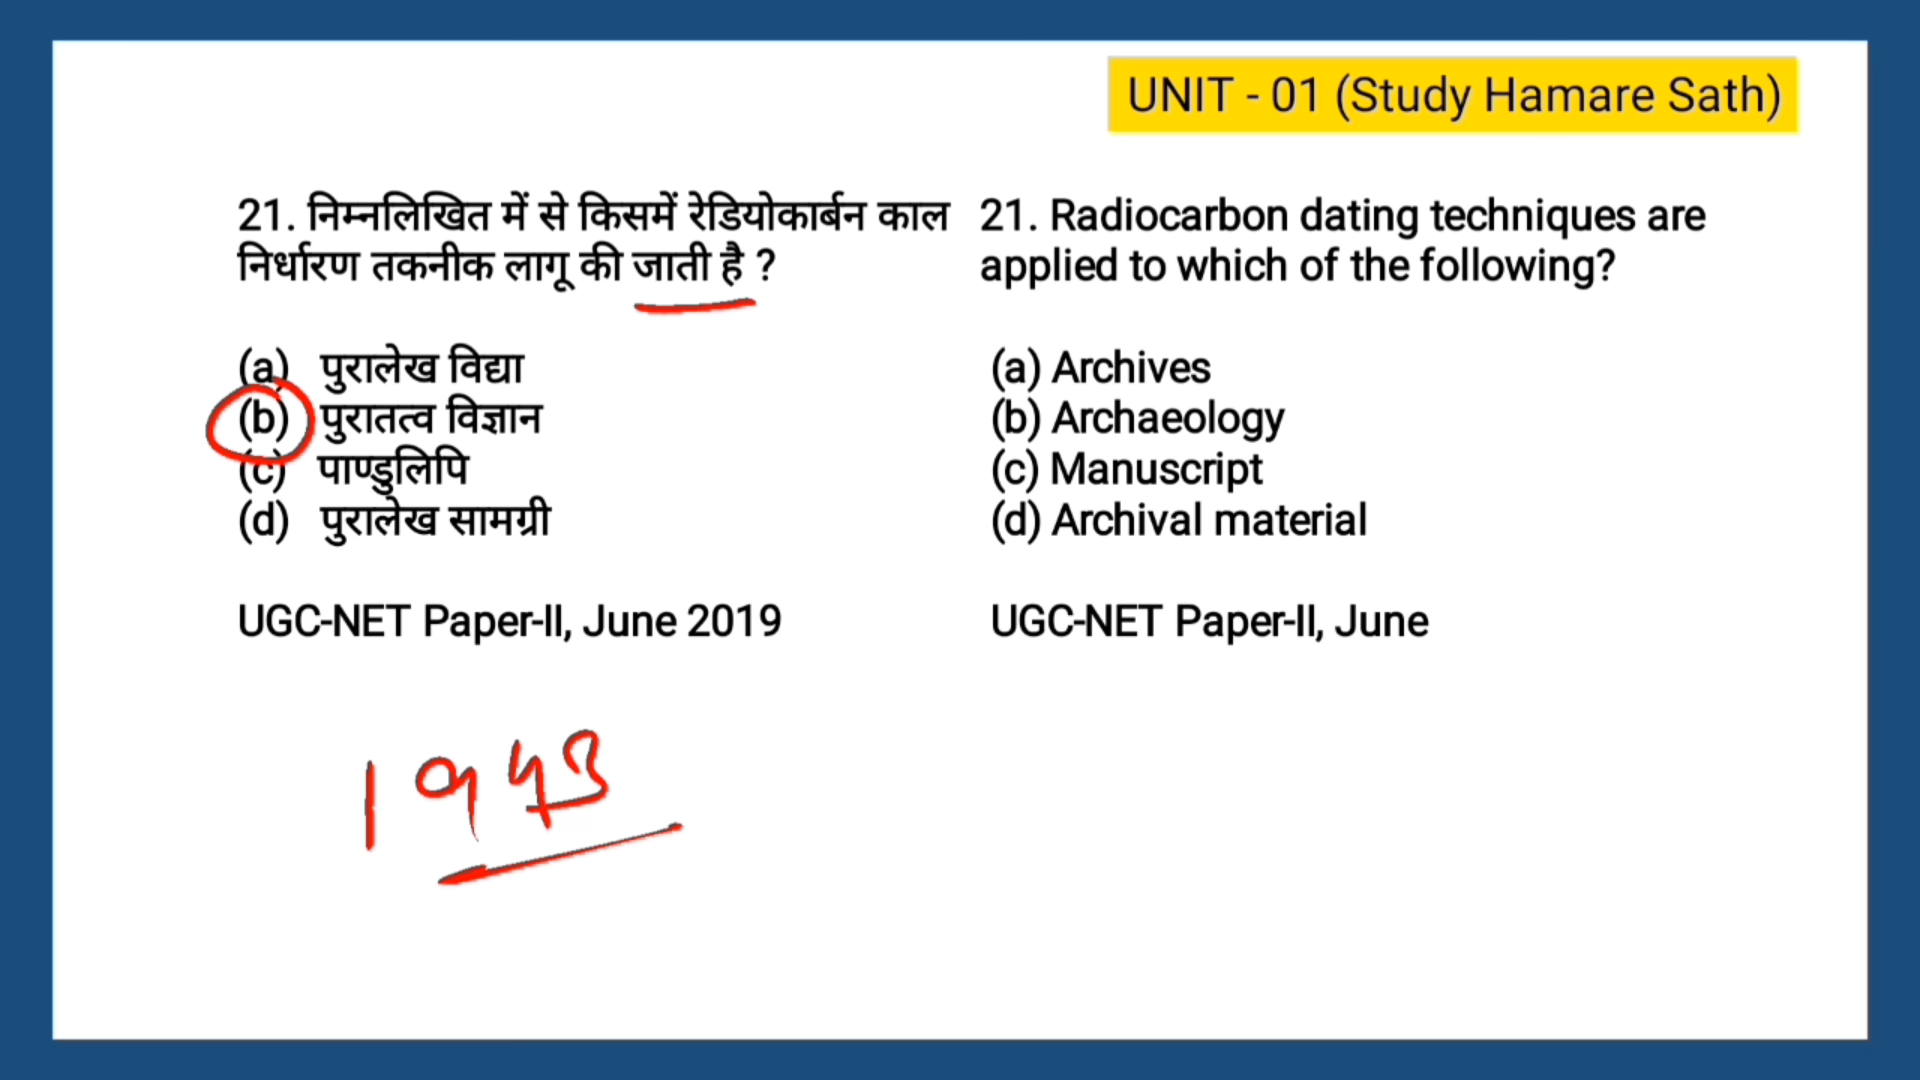 UNIT - 01 (Study Hamare Sath)
21. निम्नलिखित में से किसमें रेडियोकार्बन काल
निर्धारण तकनीक लागू की जाती है ?
(a) पुरालेख विद्या
(b) पुरातत्व विज्ञान
(c) पाण्डुलिपि
(d) पुरालेख सामग्री
UGC-NET Paper-II, June 2019
21. Radiocarbon dating techniques are
applied to which of the following?
(a) Archives
(b) Archaeology
(c) Manuscript
(d) Archival material
UGC-NET Paper-II, June